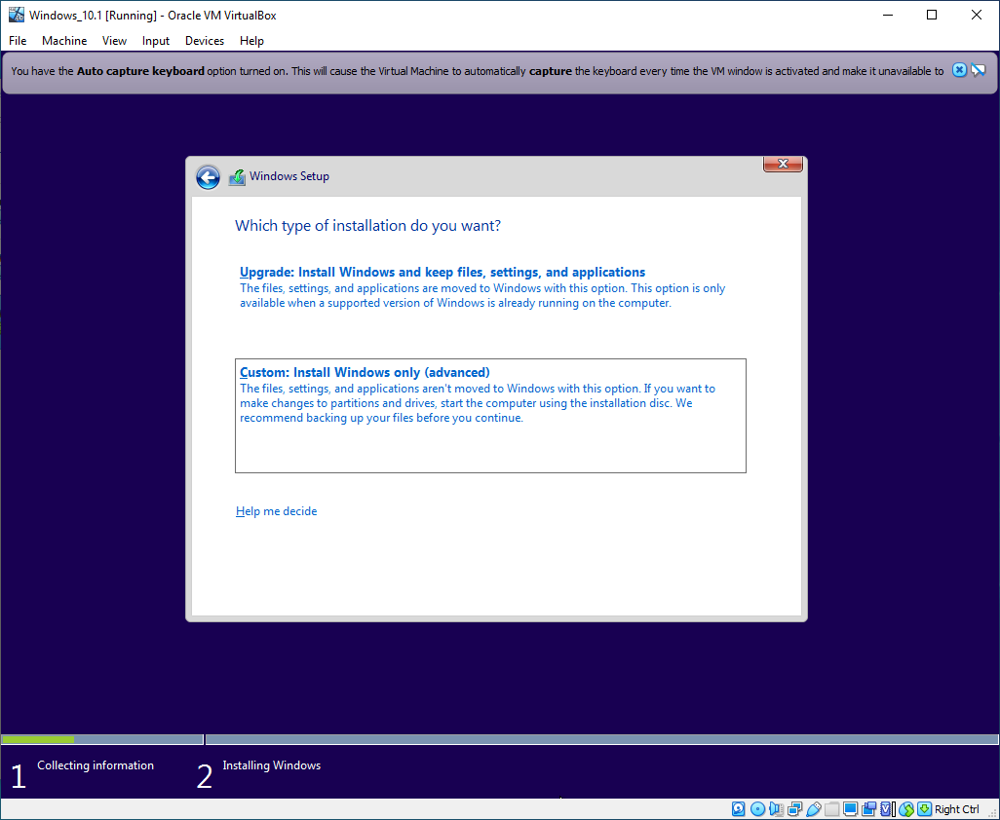 Windows_10.1 [Running] - Oracle VM VirtualBox
File Machine View Input Devices Help
You have the Auto capture keyboard option turned on. This will cause the Virtual Machine to automatically capture the keyboard every time the VM window is activated and make it unavailable to
Windows Setup
Which type of installation do you want?
Upgrade: Install Windows and keep files, settings, and applications
The files, settings, and applications are moved to Windows with this option. This option is only
available when a supported version of Windows is already running on the computer.
Custom: Install Windows only (advanced)
The files, settings, and applications aren't moved to Windows with this option. If you want to
make changes to partitions and drives, start the computer using the installation disc. We
recommend backing up your files before you continue.
Help me decide
1 Collecting information 2 Installing Windows
Right Ctrl